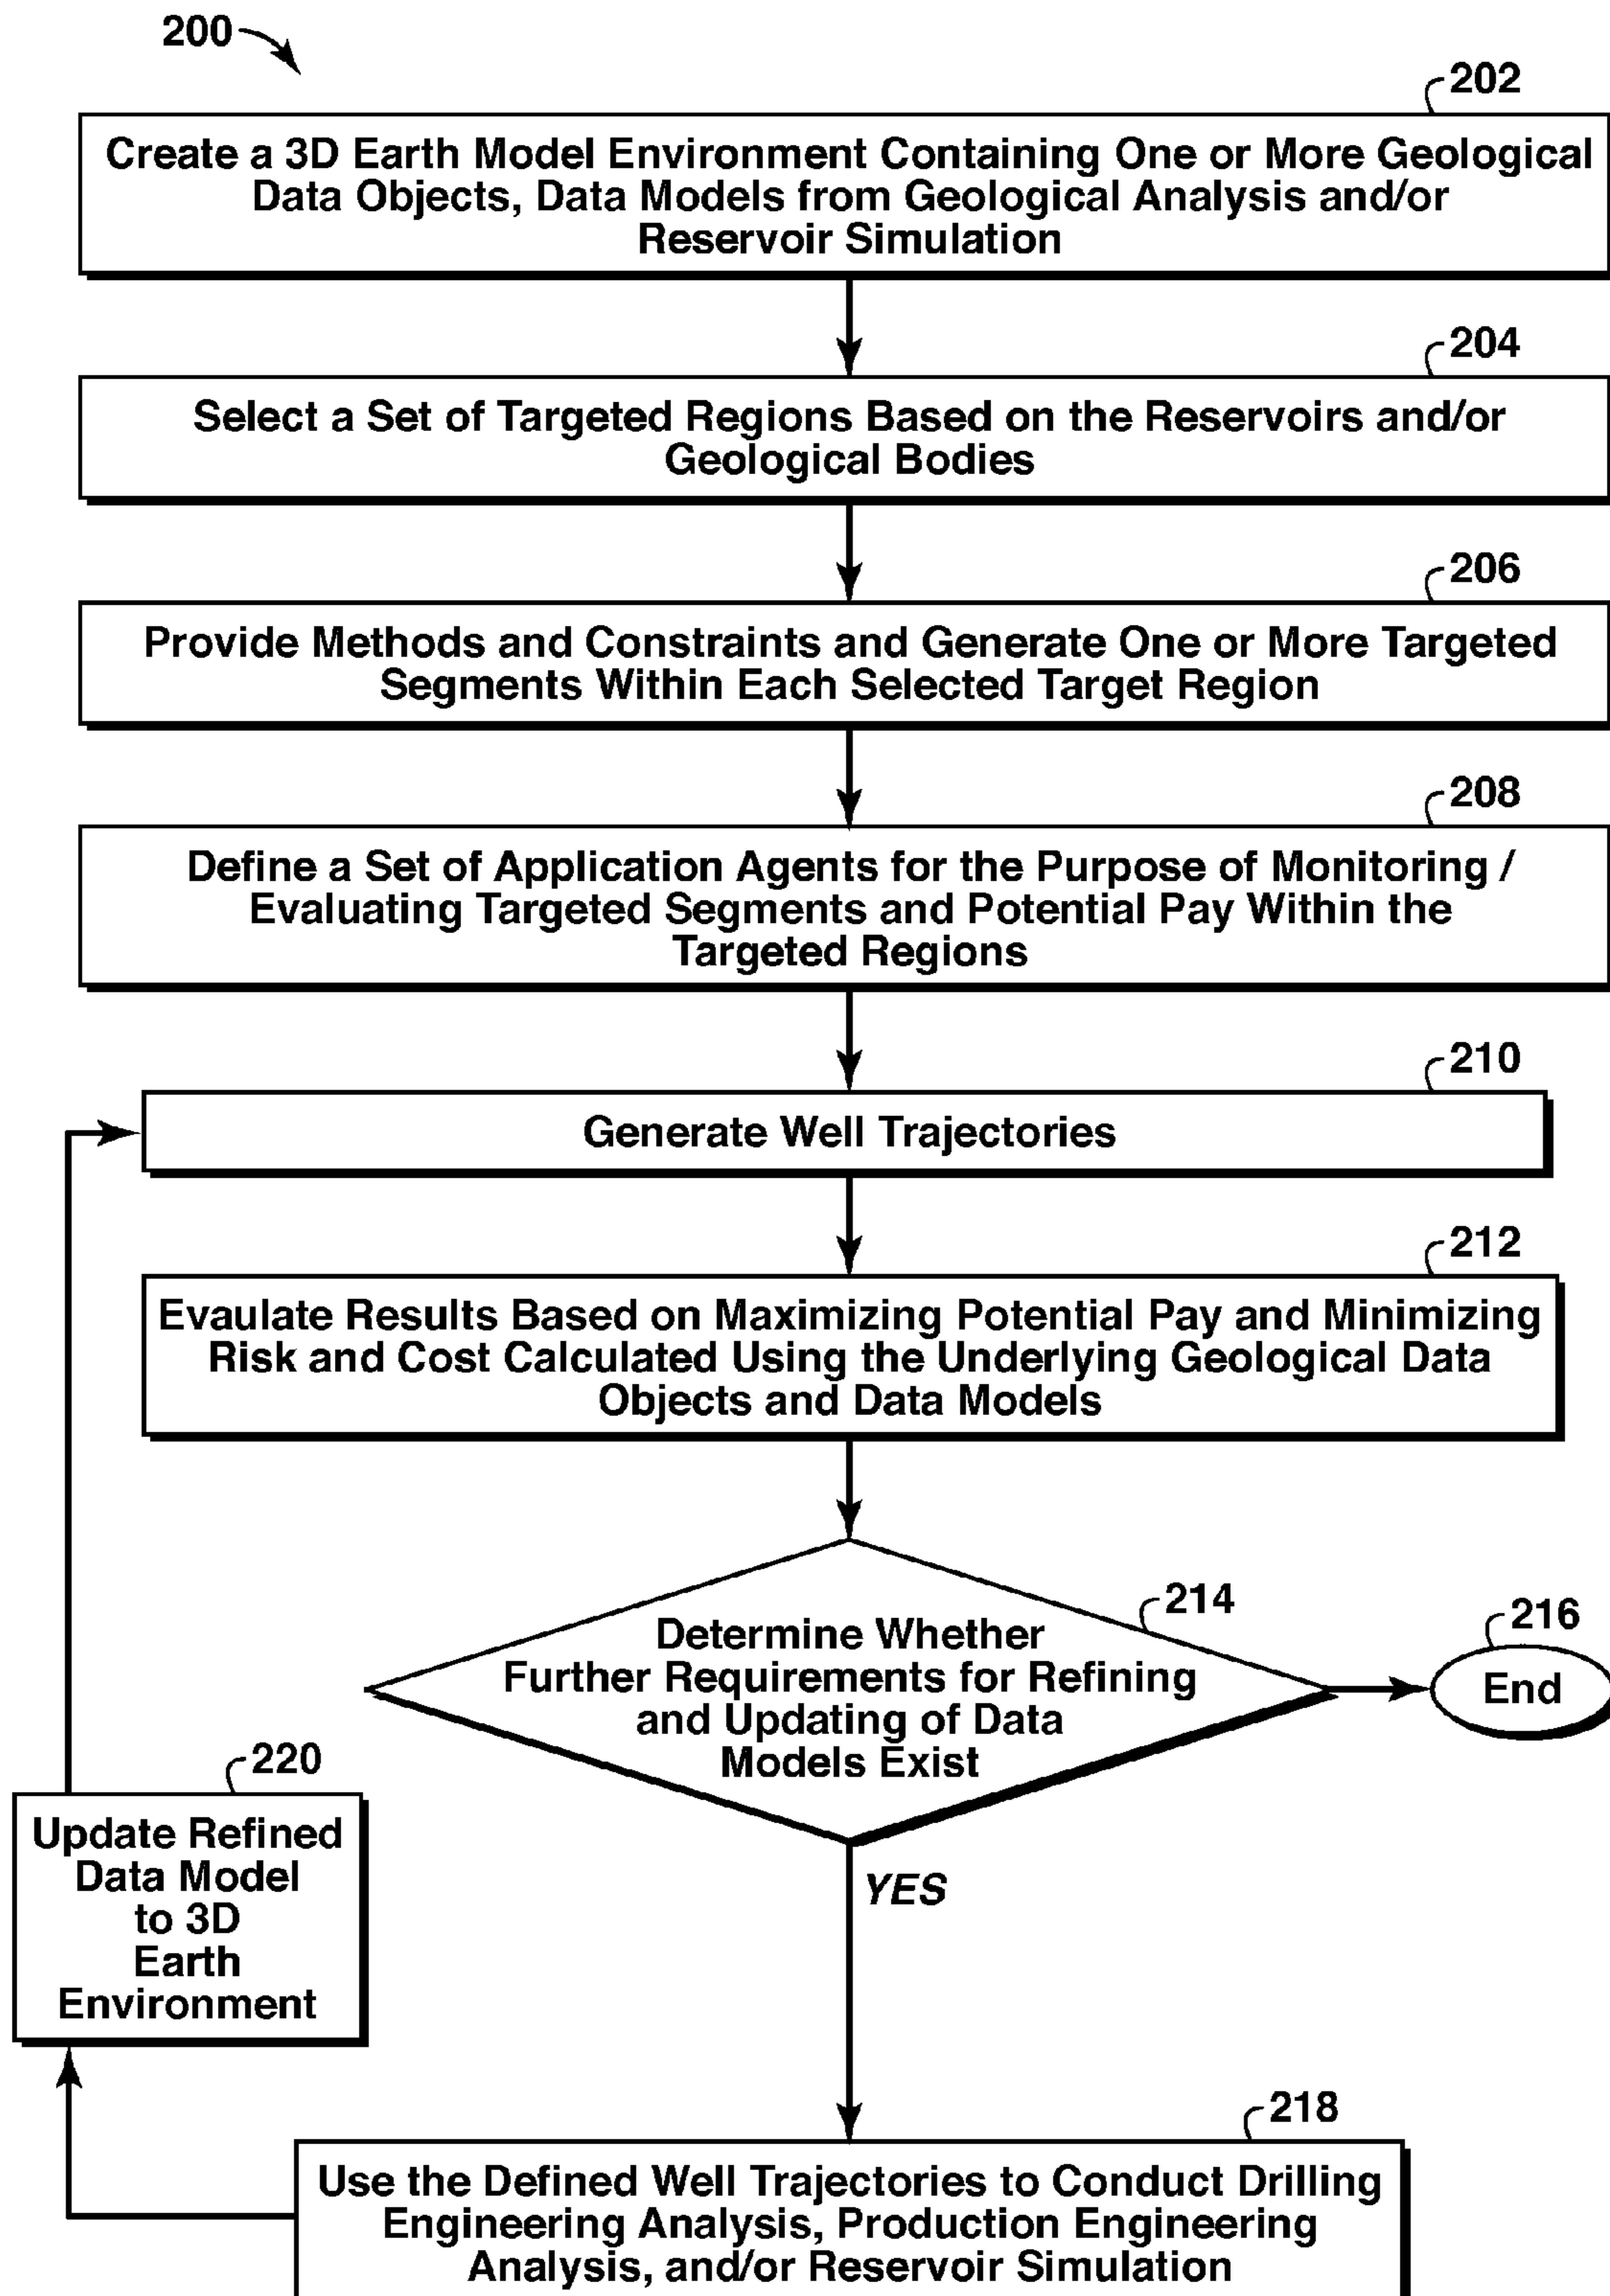 200
202
Create a 3D Earth Model Environment Containing One or More Geological
Data Objects, Data Models from Geological Analysis and/or
Reservoir Simulation
204
Select a Set of Targeted Regions Based on the Reservoirs and/or
Geological Bodies
206
Provide Methods and Constraints and Generate One or More Targeted
Segments Within Each Selected Target Region
208
Define a Set of Application Agents for the Purpose of Monitoring /
Evaluating Targeted Segments and Potential Pay Within the
Targeted Regions
210
Generate Well Trajectories
212
Evaulate Results Based on Maximizing Potential Pay and Minimizing
Risk and Cost Calculated Using the Underlying Geological Data
Objects and Data Models
214
Determine Whether
Further Requirements for Refining
and Updating of Data
Models Exist
216
End
YES
218
Use the Defined Well Trajectories to Conduct Drilling
Engineering Analysis, Production Engineering
Analysis, and/or Reservoir Simulation
220
Update Refined
Data Model
to 3D
Earth
Environment